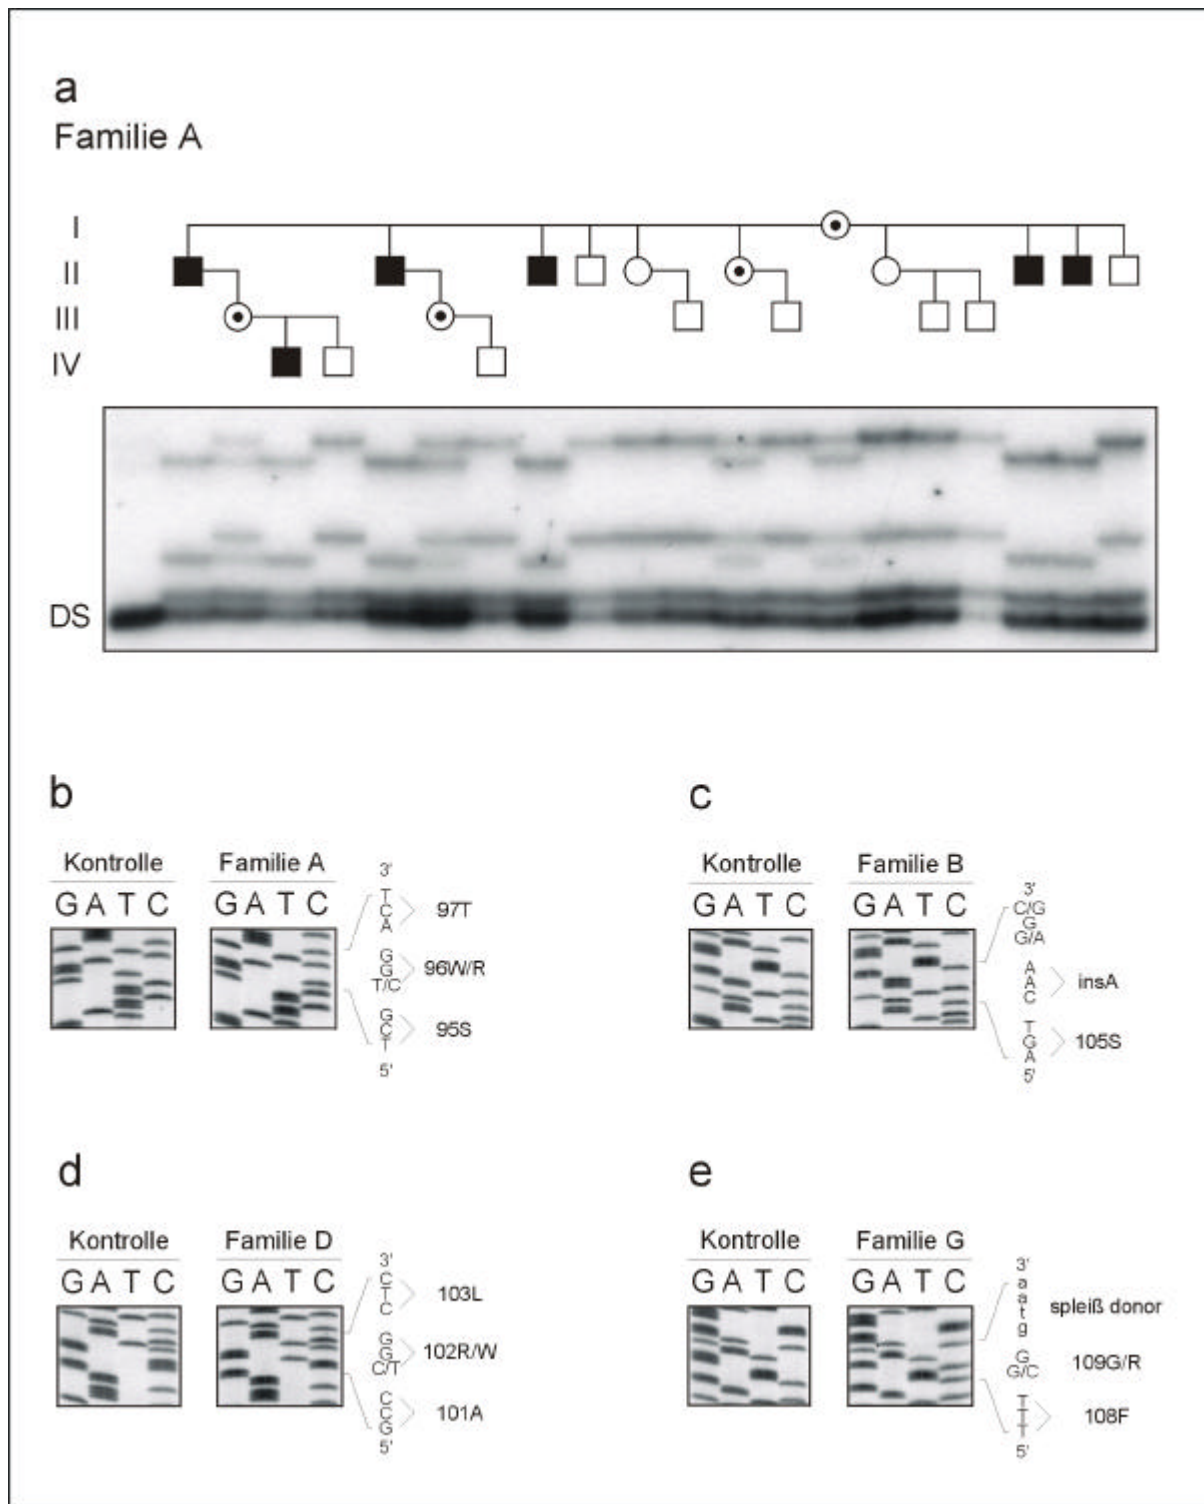 a
Familie A
I
II
III
IV
DS
b
Kontrolle
Familie A
G A T C
G A T C
3'
T
C
A
97T
G
G
T/C
96W/R
G
C
T
95S
5'
c
Kontrolle
Familie B
G A T C
G A T C
3'
C/G
G
G/A
A
A
C
insA
T
G
A
105S
5'
d
Kontrolle
Familie D
G A T C
G A T C
3'
C
T
C
103L
G
G
C/T
102R/W
C
C
G
101A
5'
e
Kontrolle
Familie G
G A T C
G A T C
3'
a
a
t
g
spleiß donor
G
G/C
109G/R
T
T
T
108F
5'